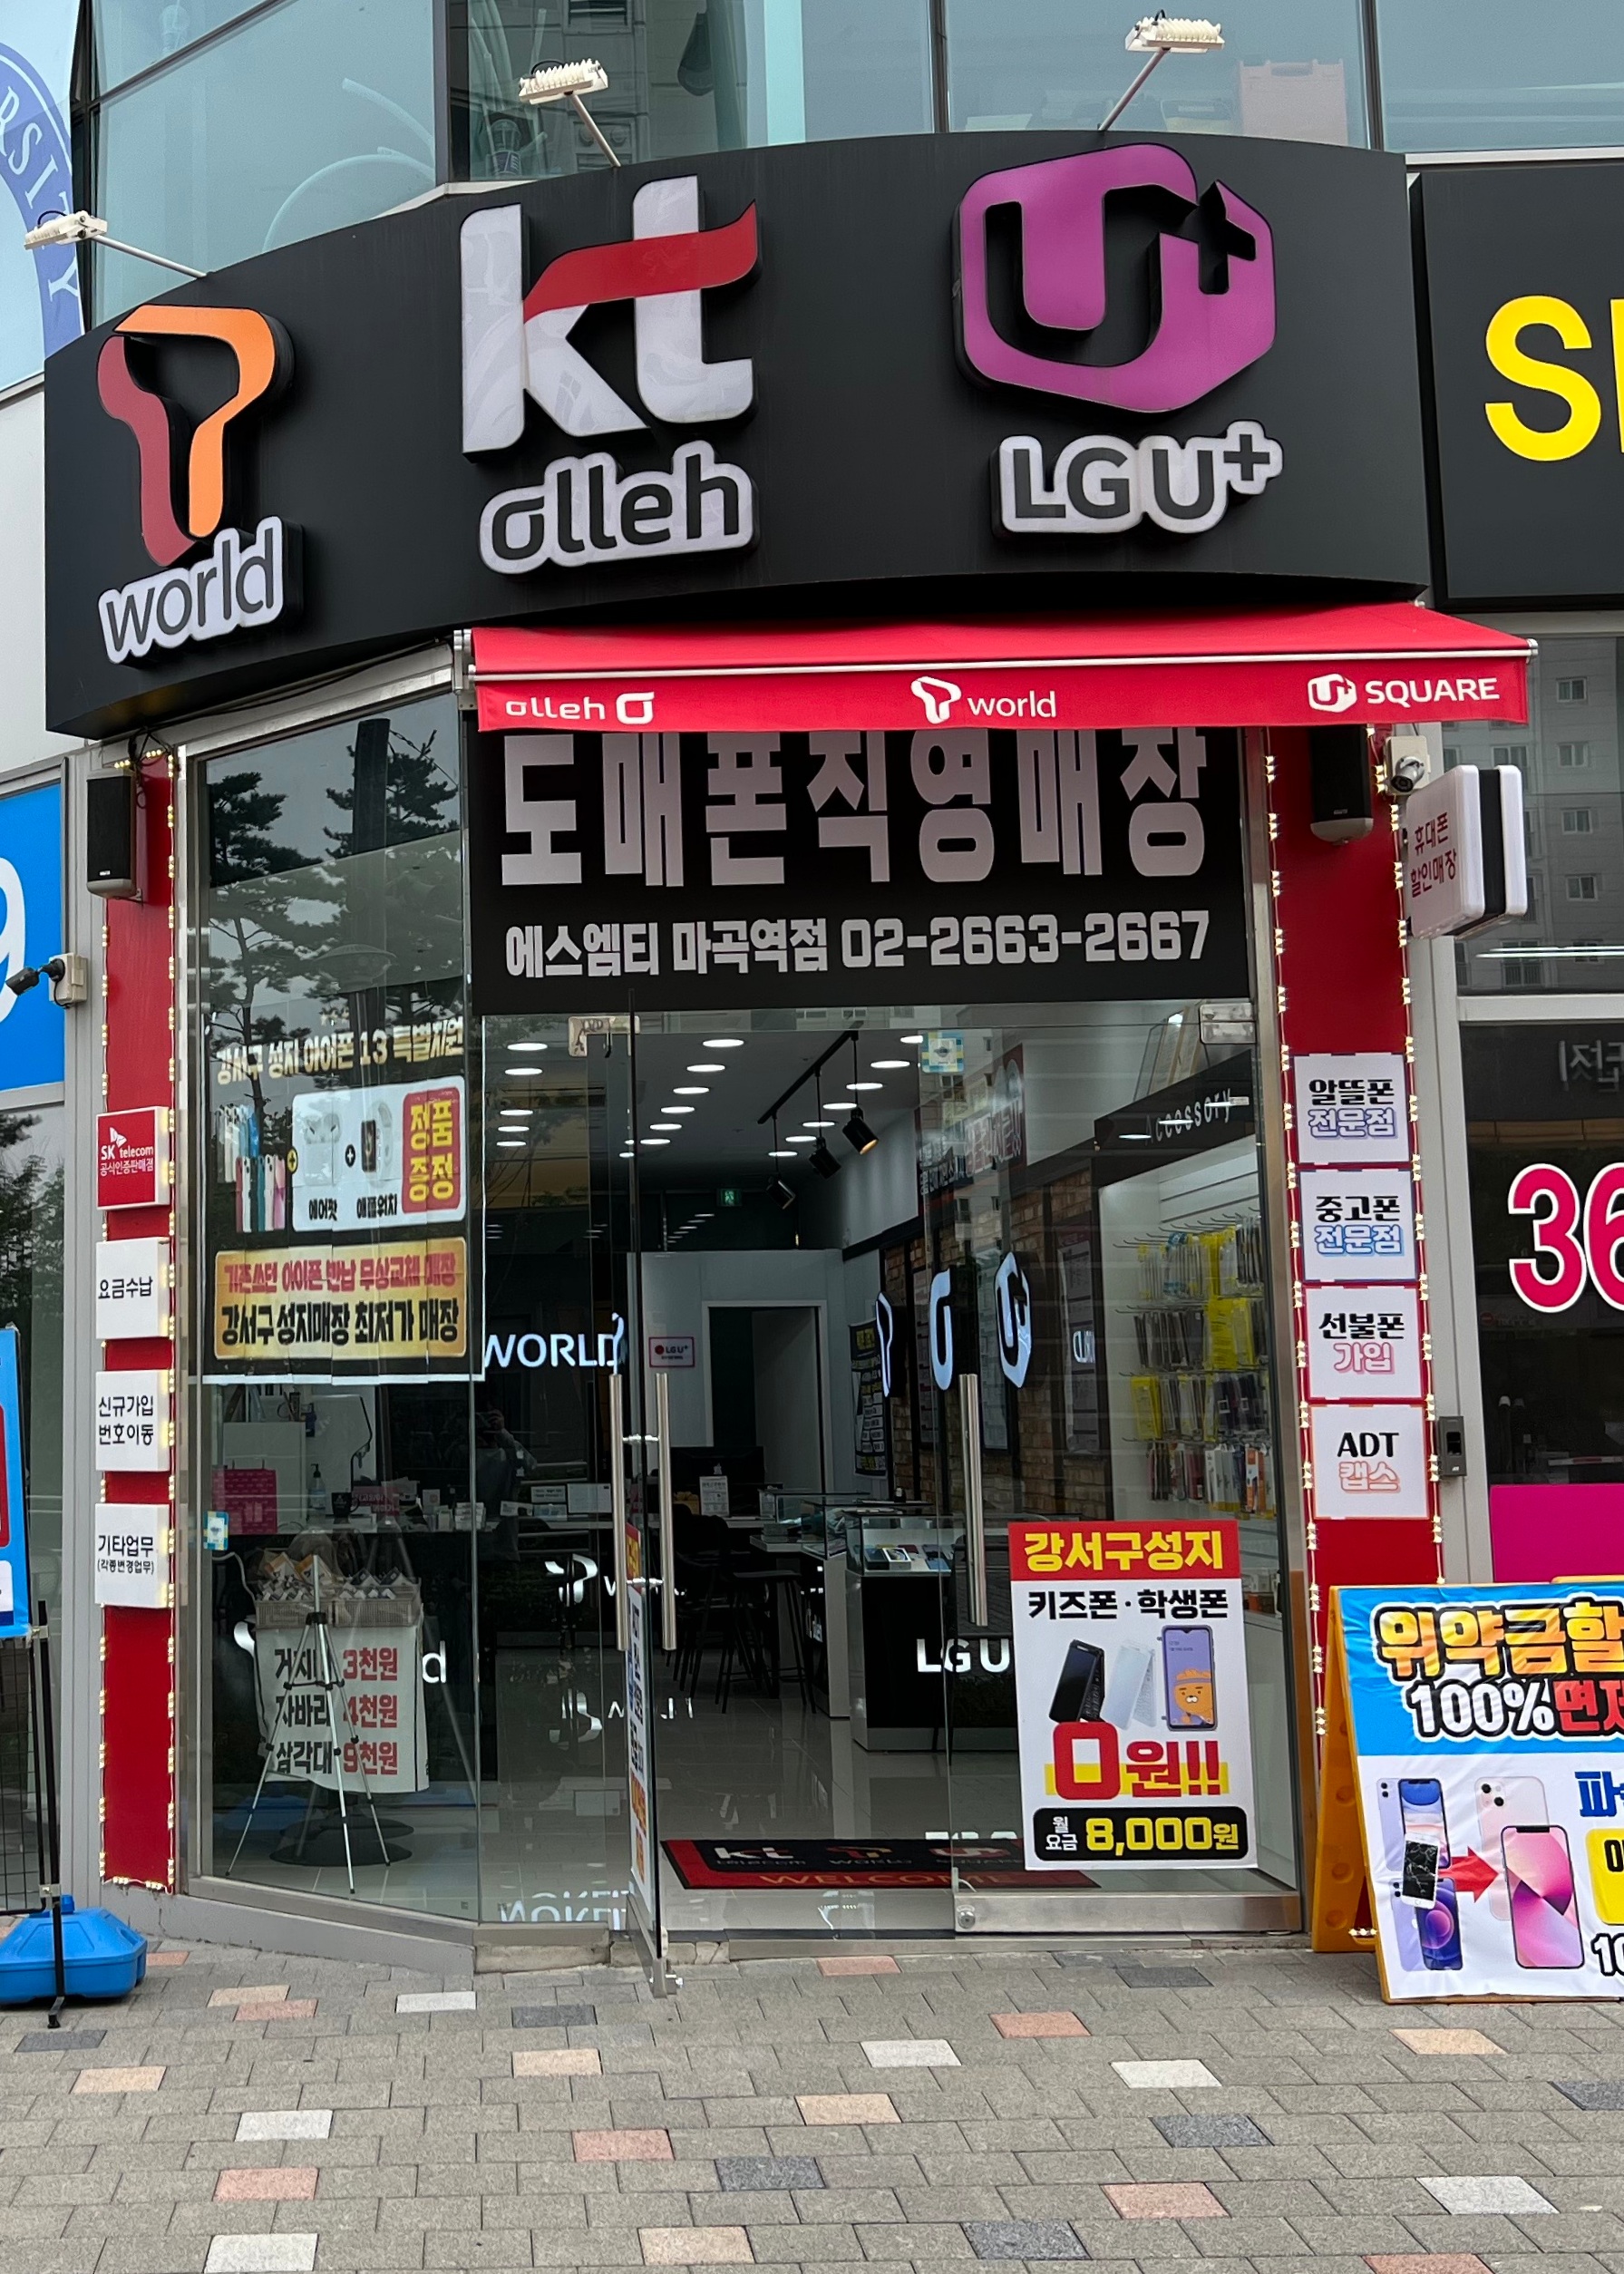 RSITY
world
kt
olleh
U+
LG U+
olleh
world
U+ SQUARE
도매폰직영매장
에스엠티 마곡역점 02-2663-2667
휴대폰
할인매장
강서구 성지 아이폰 13 특별지원
정품
증정
에어팟
애플워치
기존쓰던 아이폰 반납 무상교체 매장
강서구 성지매장 최저가 매장
SK telecom
공식인증판매점
요금수납
신규가입
번호이동
기타업무
(각종변경업무)
Accessory
WORLD
LG U+
알뜰폰
전문점
중고폰
전문점
선불폰
가입
ADT
캡스
36
강서구성지
키즈폰·학생폰
0원!!
월
요금 8,000원
3천원
4천원
삼각대 9천원
LG U
kt
WELCOME
위약금할
100%면제